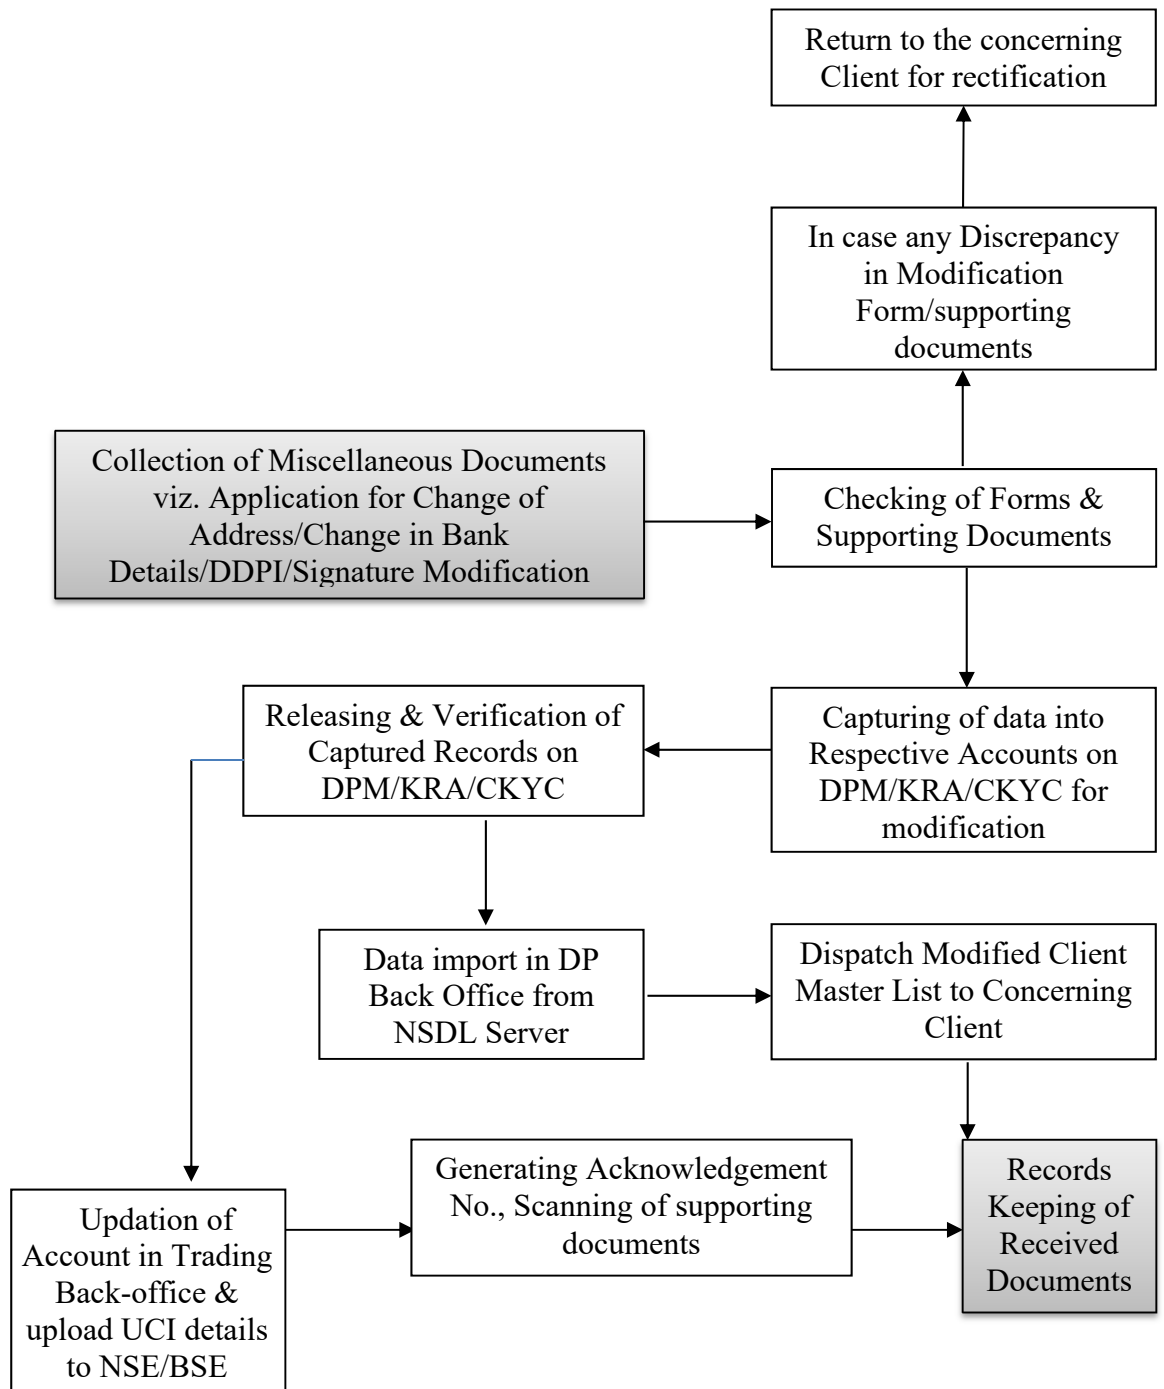 Return to the concerning
Client for rectification
In case any Discrepancy
in Modification
Form/supporting
documents
Collection of Miscellaneous Documents
viz. Application for Change of
Address/Change in Bank
Details/DDPI/Signature Modification
Checking of Forms &
Supporting Documents
Releasing & Verification of
Captured Records on
DPM/KRA/CKYC
Capturing of data into
Respective Accounts on
DPM/KRA/CKYC for
modification
Data import in DP
Back Office from
NSDL Server
Dispatch Modified Client
Master List to Concerning
Client
Updation of
Account in Trading
Back-office &
upload UCI details
to NSE/BSE
Generating Acknowledgement
No., Scanning of supporting
documents
Records
Keeping of
Received
Documents